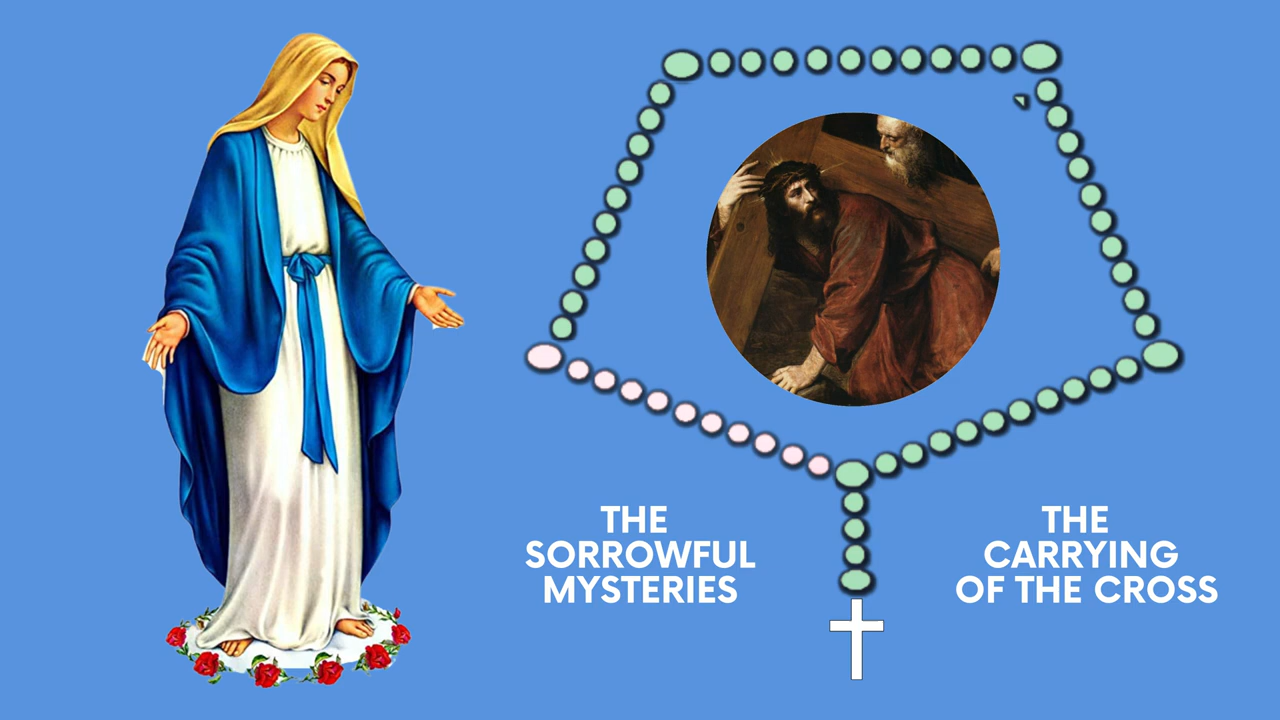 THE
SORROWFUL
MYSTERIES
THE
CARRYING
OF THE CROSS